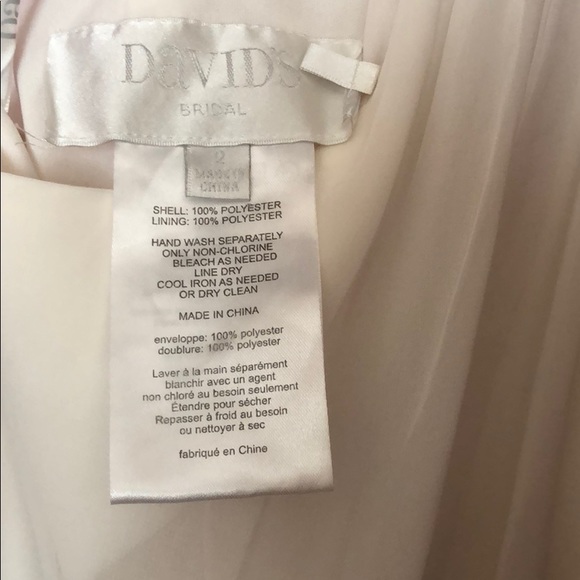 DAVID'S
BRIDAL
2
MADE IN
CHINA
SHELL: 100% POLYESTER
LINING: 100% POLYESTER
HAND WASH SEPARATELY
ONLY NON-CHLORINE
BLEACH AS NEEDED
LINE DRY
COOL IRON AS NEEDED
OR DRY CLEAN
MADE IN CHINA
enveloppe: 100% polyester
doublure: 100% polyester
Laver à la main séparément
blanchir avec un agent
non chloré au besoin seulement
Étendre pour sécher
Repasser à froid au besoin
ou nettoyer à sec
fabriqué en Chine